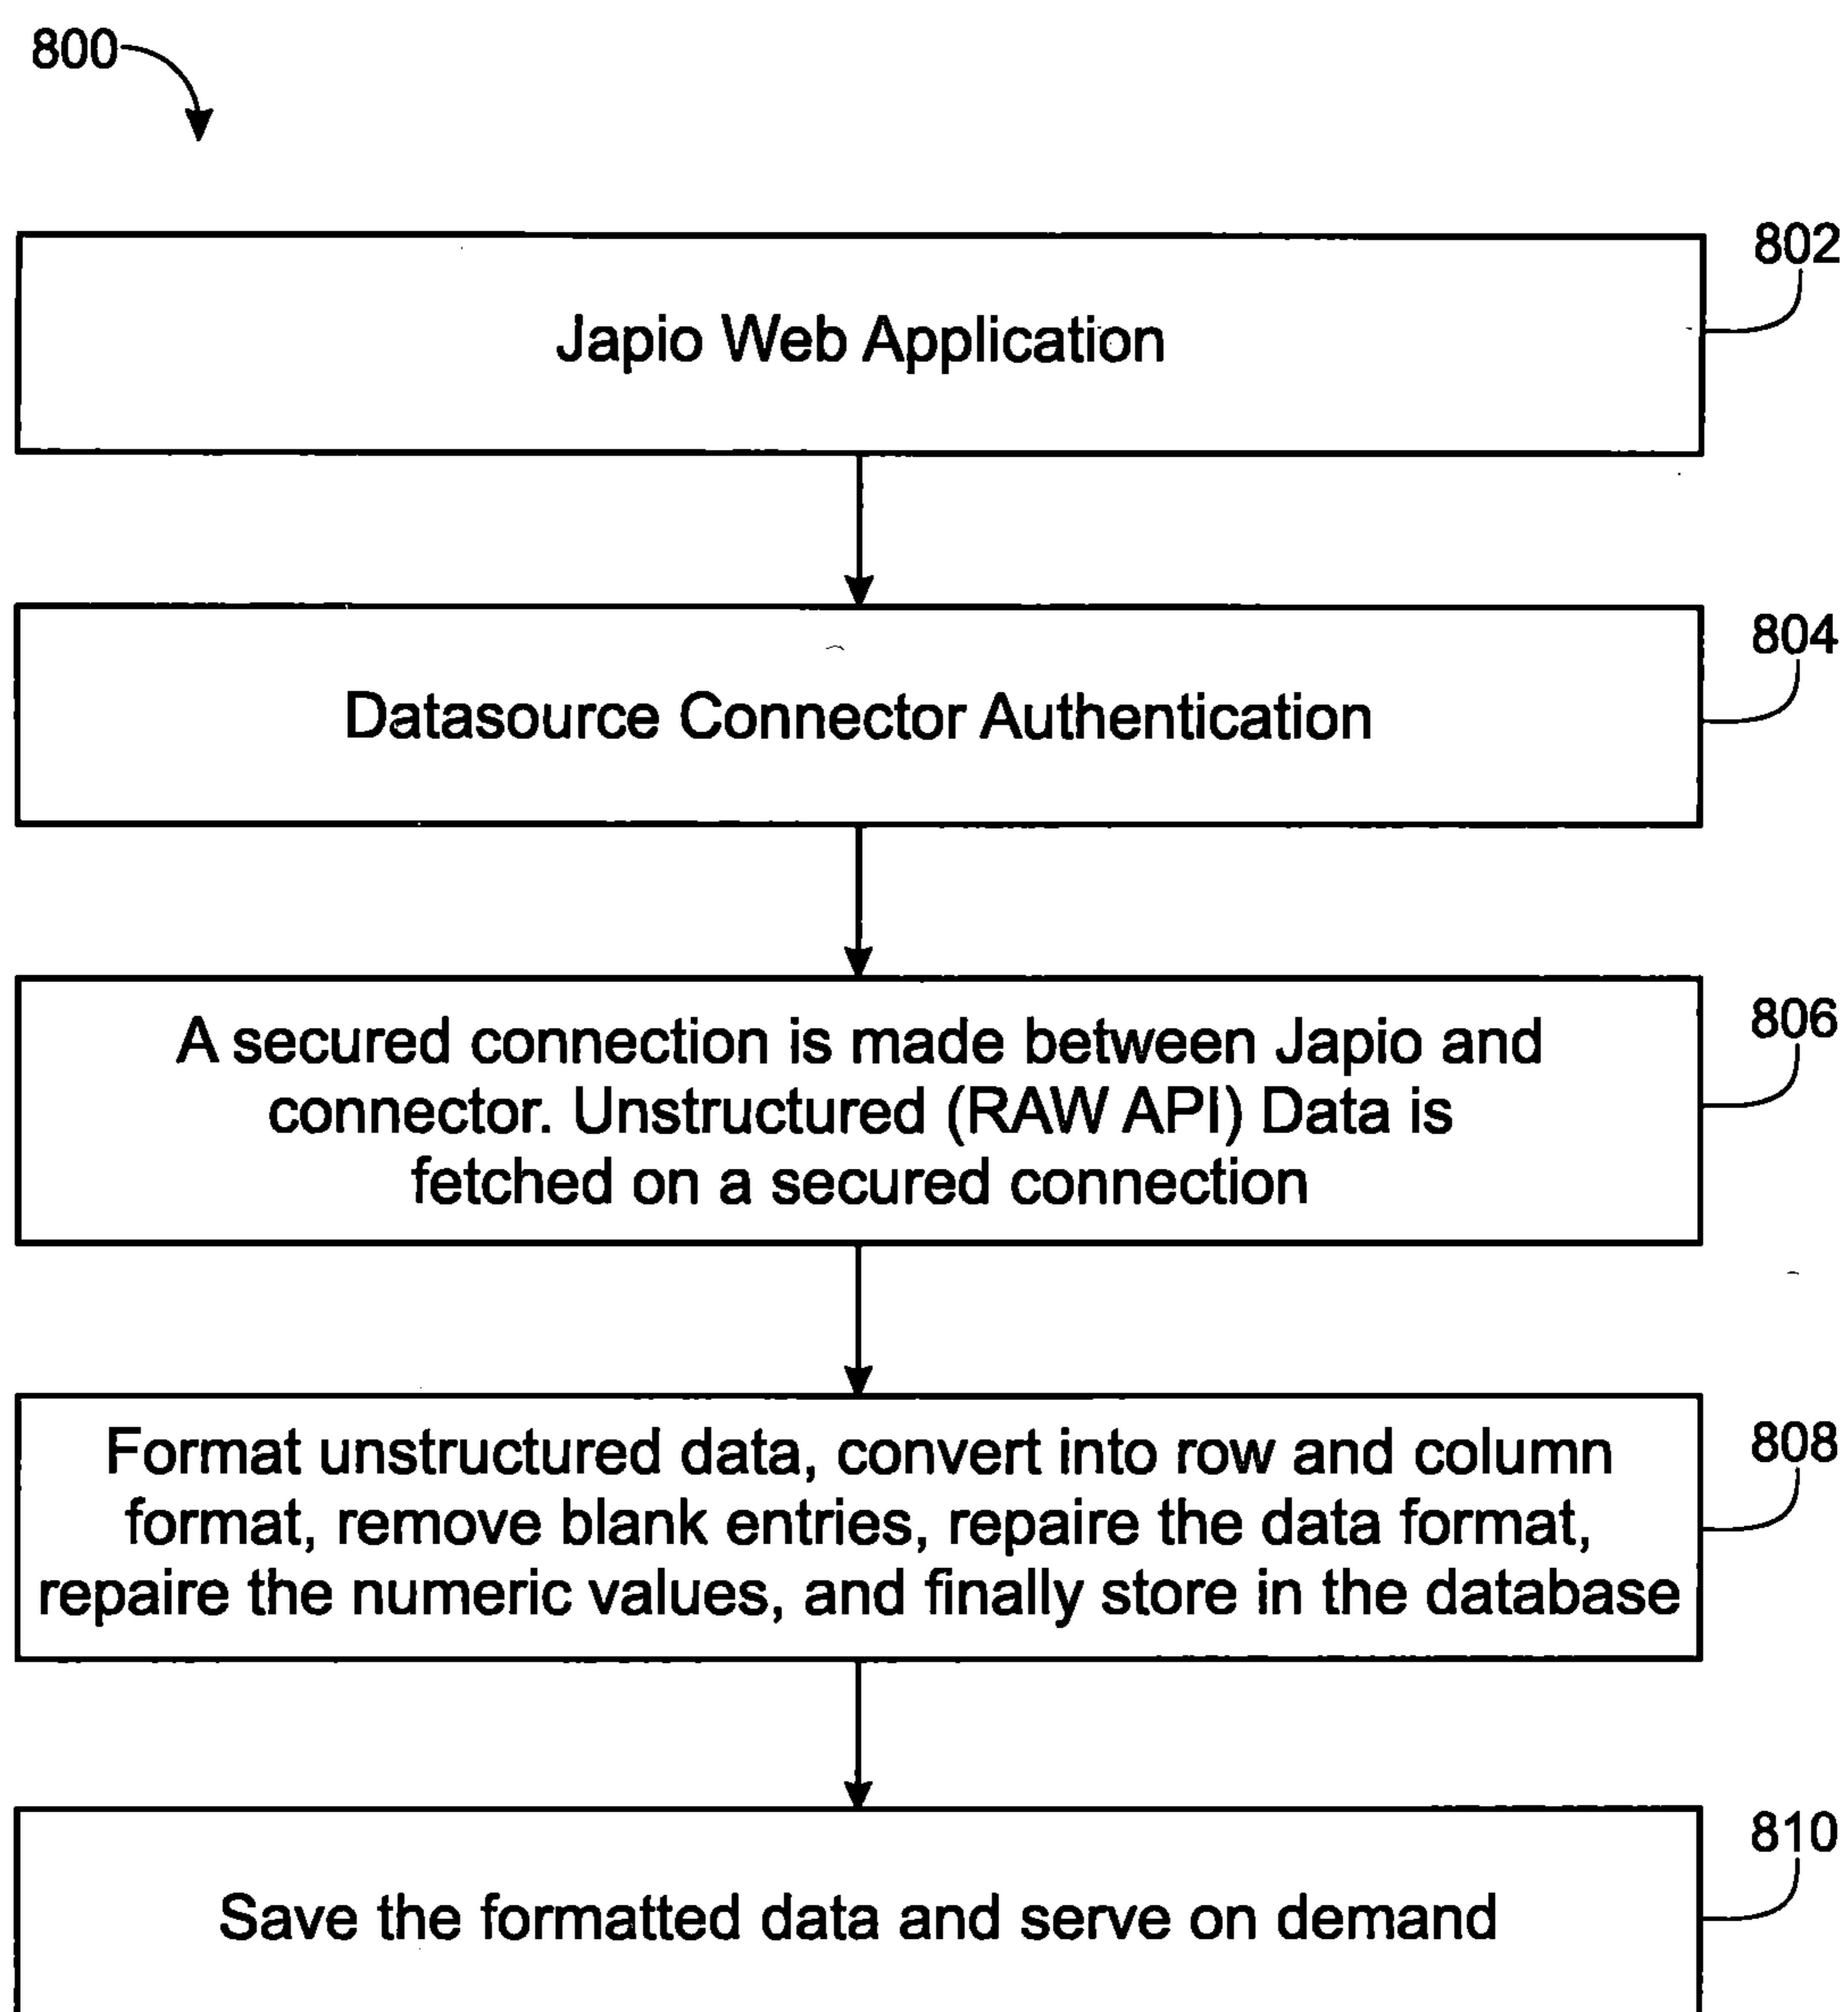 800
802
Japio Web Application
804
Datasource Connector Authentication
806
A secured connection is made between Japio and
connector. Unstructured (RAW API) Data is
fetched on a secured connection
808
Format unstructured data, convert into row and column
format, remove blank entries, repaire the data format,
repaire the numeric values, and finally store in the database
810
Save the formatted data and serve on demand